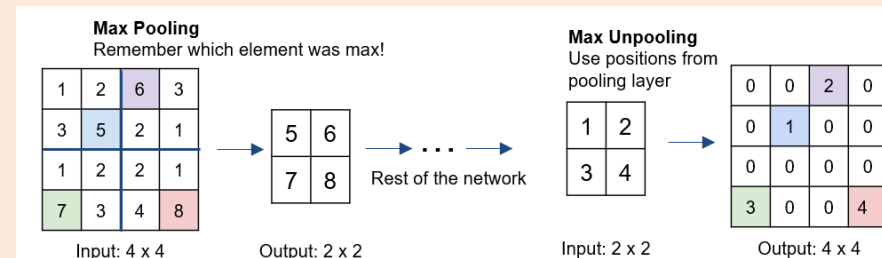 Max Pooling
Remember which element was max!
1 2 6 3
3 5 2 1
1 2 2 1
7 3 4 8
Input: 4 x 4
5 6
7 8
Output: 2 x 2
...
Rest of the network
Max Unpooling
Use positions from
pooling layer
1 2
3 4
Input: 2 x 2
0 0 2 0
0 1 0 0
0 0 0 0
3 0 0 4
Output: 4 x 4